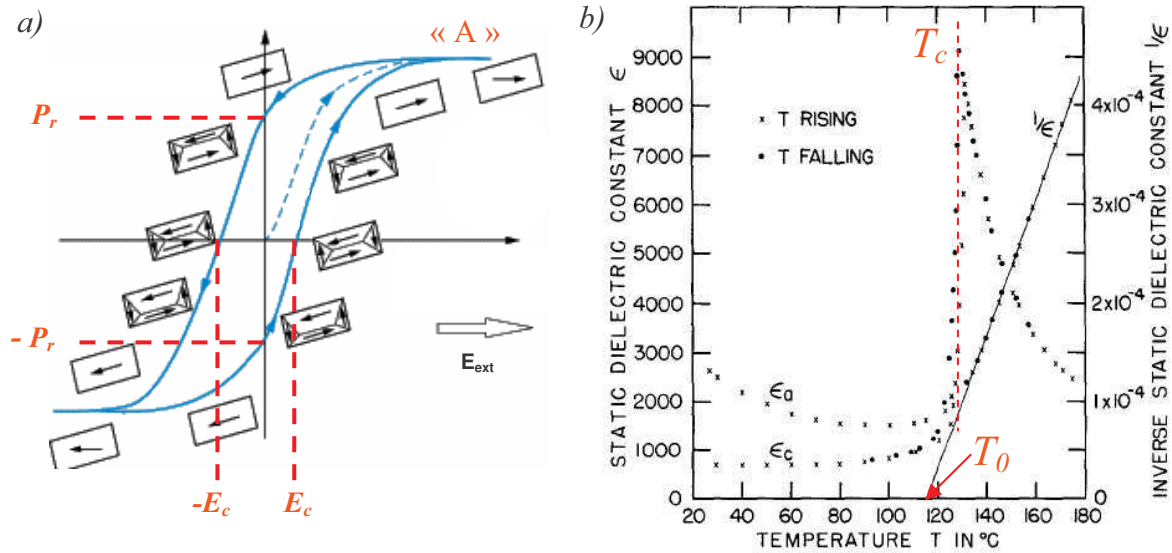 a)
« A »
P_r
- P_r
-E_c
E_c
E_ext
b)
STATIC DIELECTRIC CONSTANT ϵ
9000
8000
7000
6000
5000
4000
3000
2000
1000
0
T_c
x T RISING
• T FALLING
1/ϵ
ϵ_a
ϵ_c
T_0
20
40
60
80
100
120
140
160
180
TEMPERATURE T IN °C
4x10⁻⁴
3x10⁻⁴
2x10⁻⁴
1x10⁻⁴
0
INVERSE STATIC DIELECTRIC CONSTANT 1/ϵ